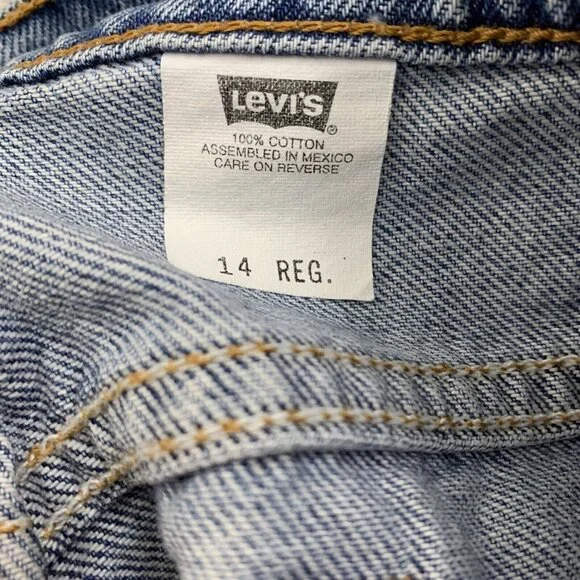 LEVI'S ®
100% COTTON
ASSEMBLED IN MEXICO
CARE ON REVERSE
14 REG.